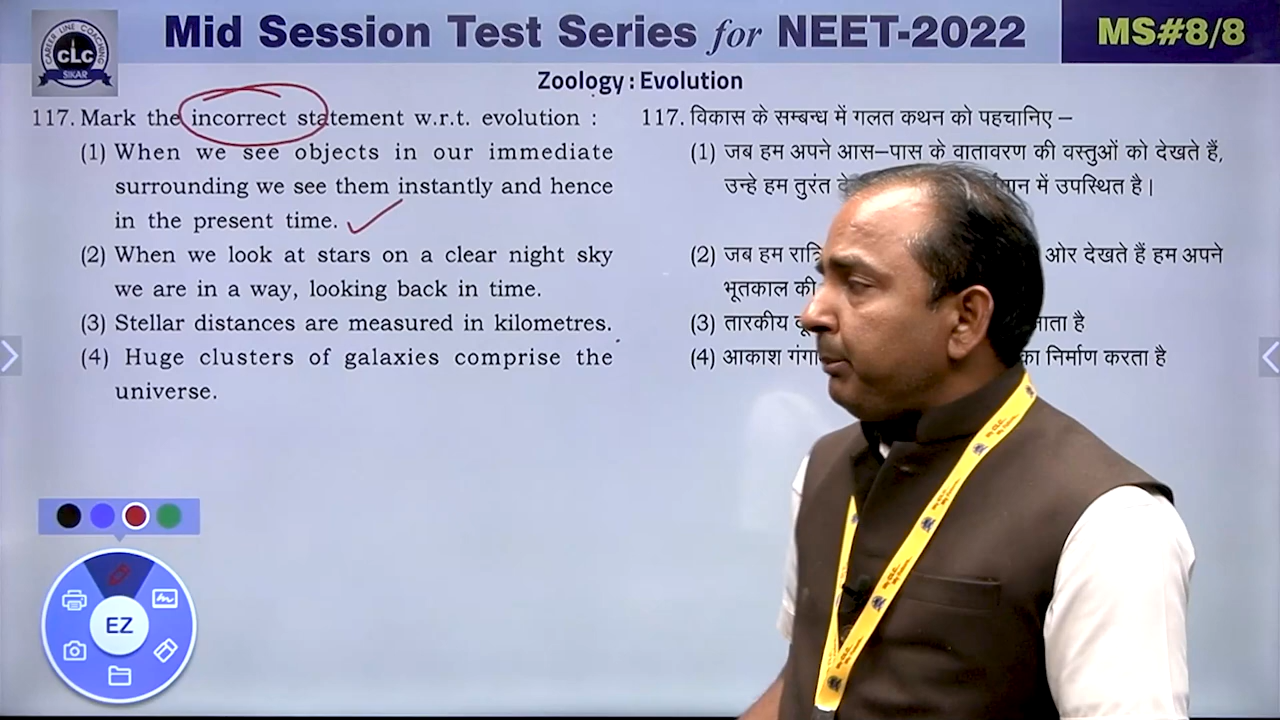 CAREER LINE COACHING
CLC
SIKAR
Mid Session Test Series for NEET-2022
MS#8/8
Zoology : Evolution
117. Mark the incorrect statement w.r.t. evolution :
(1) When we see objects in our immediate
surrounding we see them instantly and hence
in the present time.
(2) When we look at stars on a clear night sky
we are in a way, looking back in time.
(3) Stellar distances are measured in kilometres.
(4) Huge clusters of galaxies comprise the
universe.
117. विकास के सम्बन्ध में गलत कथन को पहचानिए –
(1) जब हम अपने आस–पास के वातावरण की वस्तुओं को देखते हैं,
उन्हे हम तुरंत में उपस्थित है।
(2) जब हम ओर देखते हैं हम अपने
भूतकाल की
(3) तारकीय जाता है
(4) आकाश का निर्माण करता है
EZ